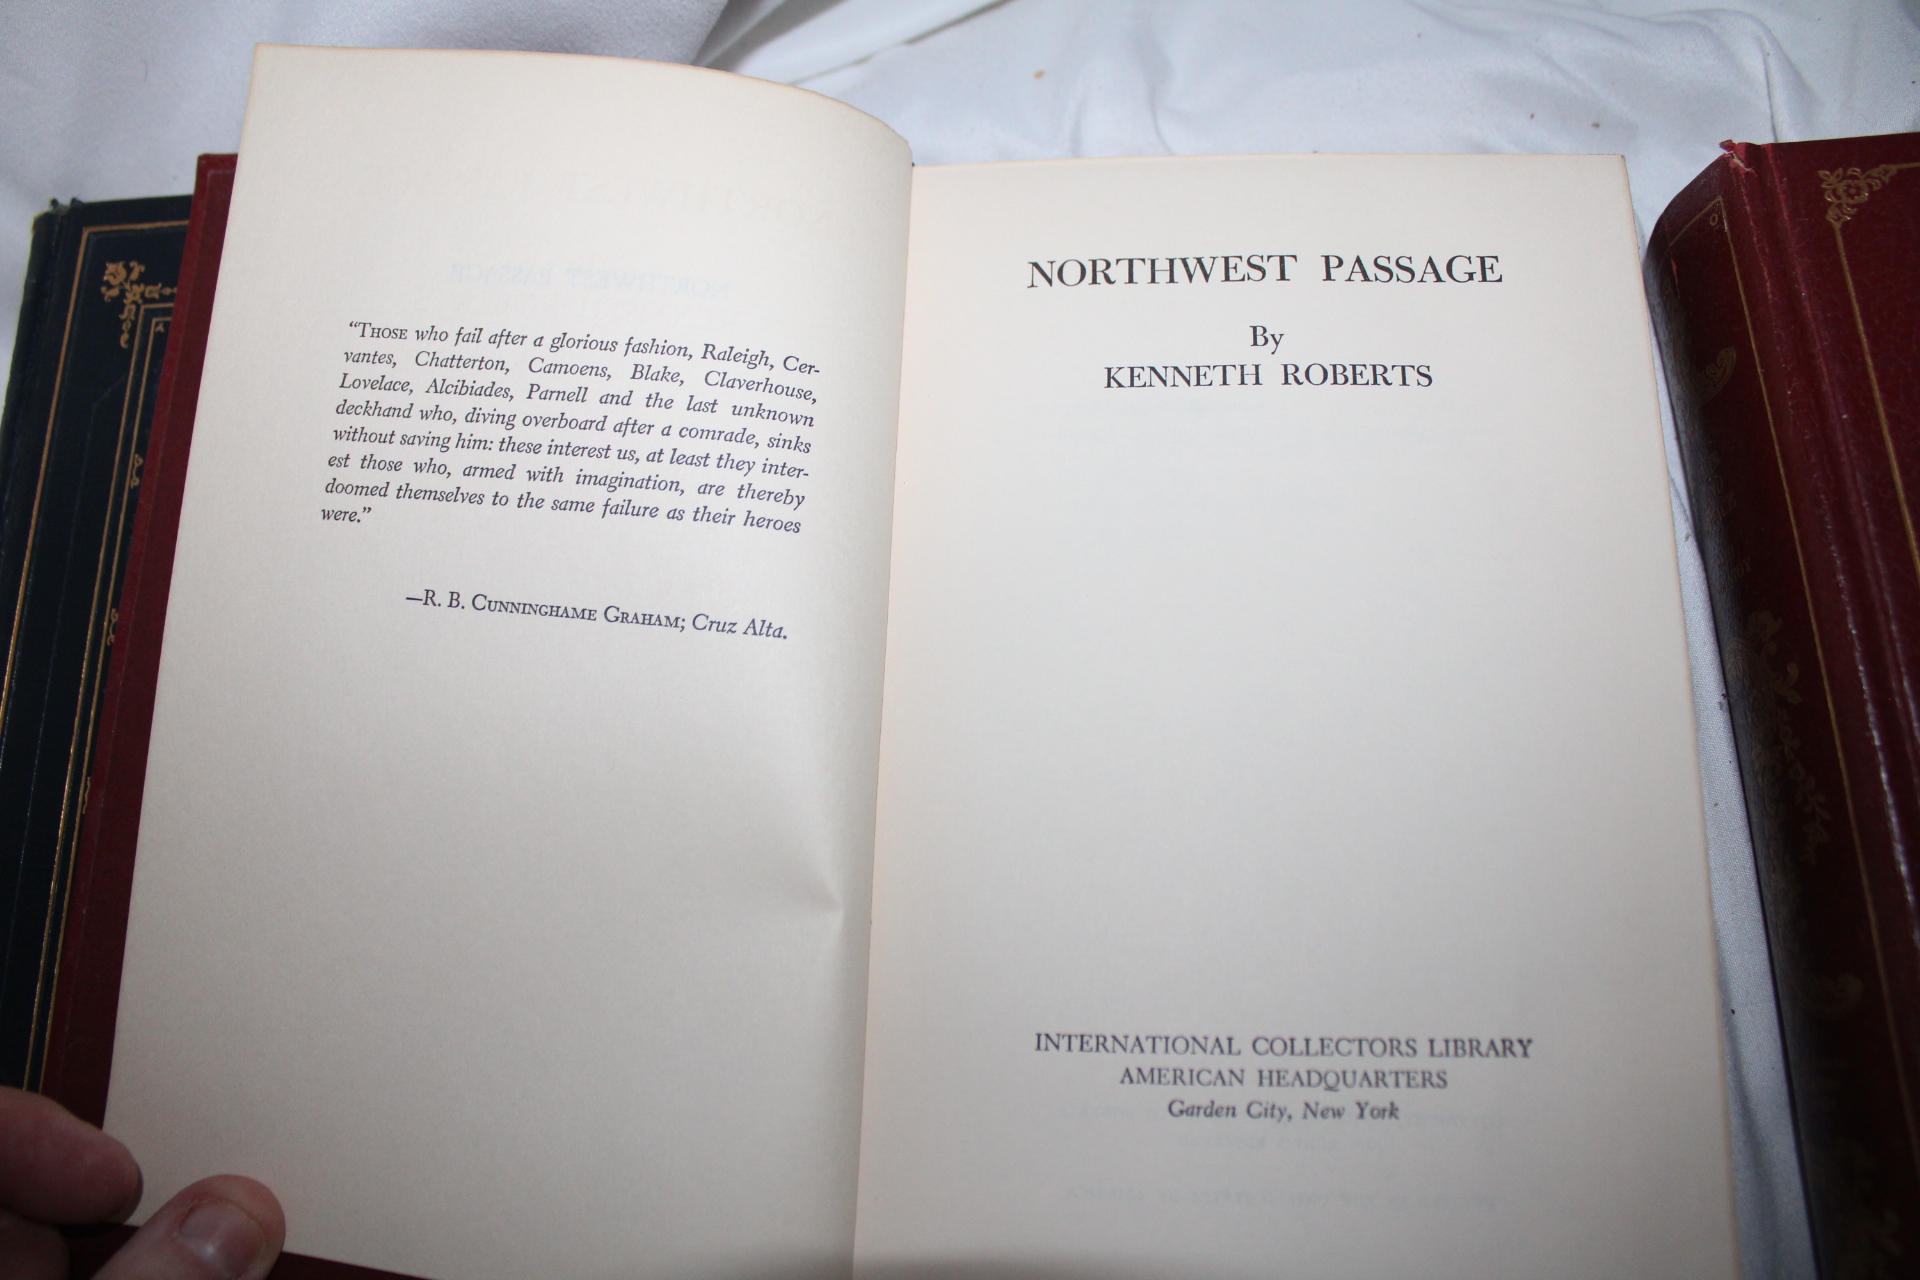 “Those who fail after a glorious fashion, Raleigh, Cer-
vantes, Chatterton, Camoens, Blake, Claverhouse,
Lovelace, Alcibiades, Parnell and the last unknown
deckhand who, diving overboard after a comrade, sinks
without saving him: these interest us, at least they inter-
est those who, armed with imagination, are thereby
doomed themselves to the same failure as their heroes
were.”
—R. B. Cunninghame Graham; Cruz Alta.
NORTHWEST PASSAGE
By
KENNETH ROBERTS
INTERNATIONAL COLLECTORS LIBRARY
AMERICAN HEADQUARTERS
Garden City, New York